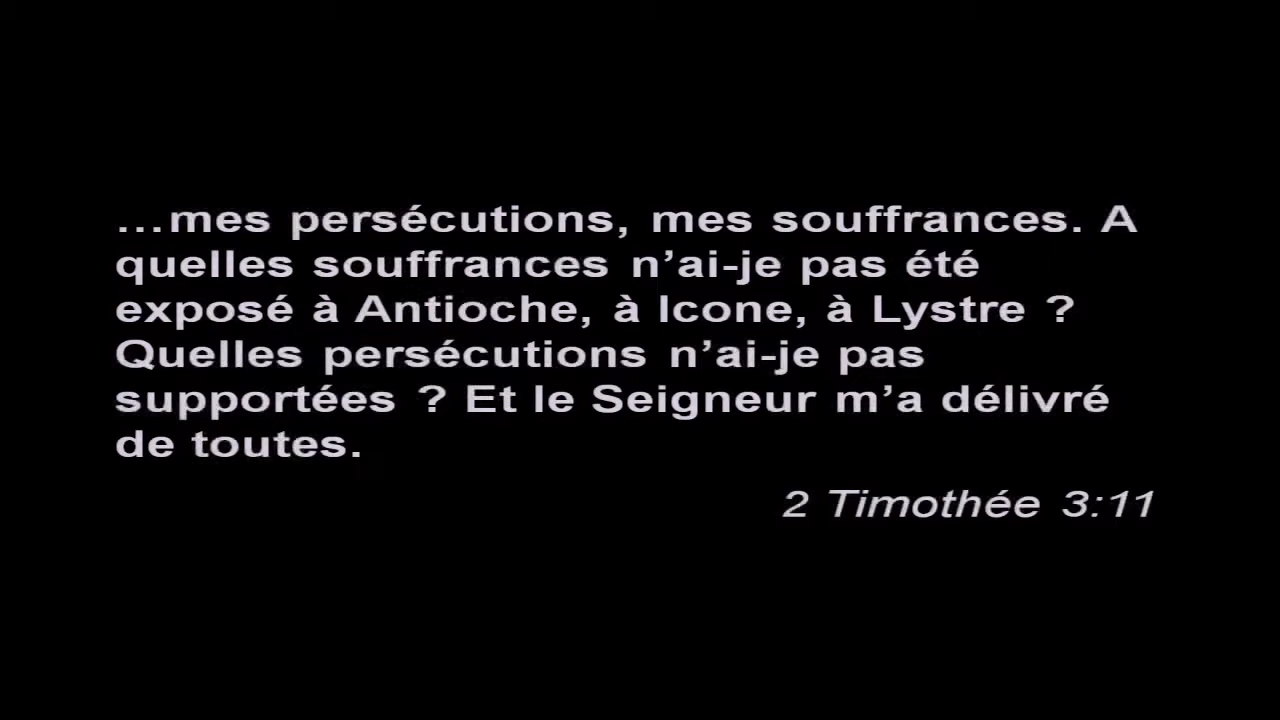 …mes persécutions, mes souffrances. A
quelles souffrances n’ai-je pas été
exposé à Antioche, à Icone, à Lystre ?
Quelles persécutions n’ai-je pas
supportées ? Et le Seigneur m’a délivré
de toutes.
2 Timothée 3:11